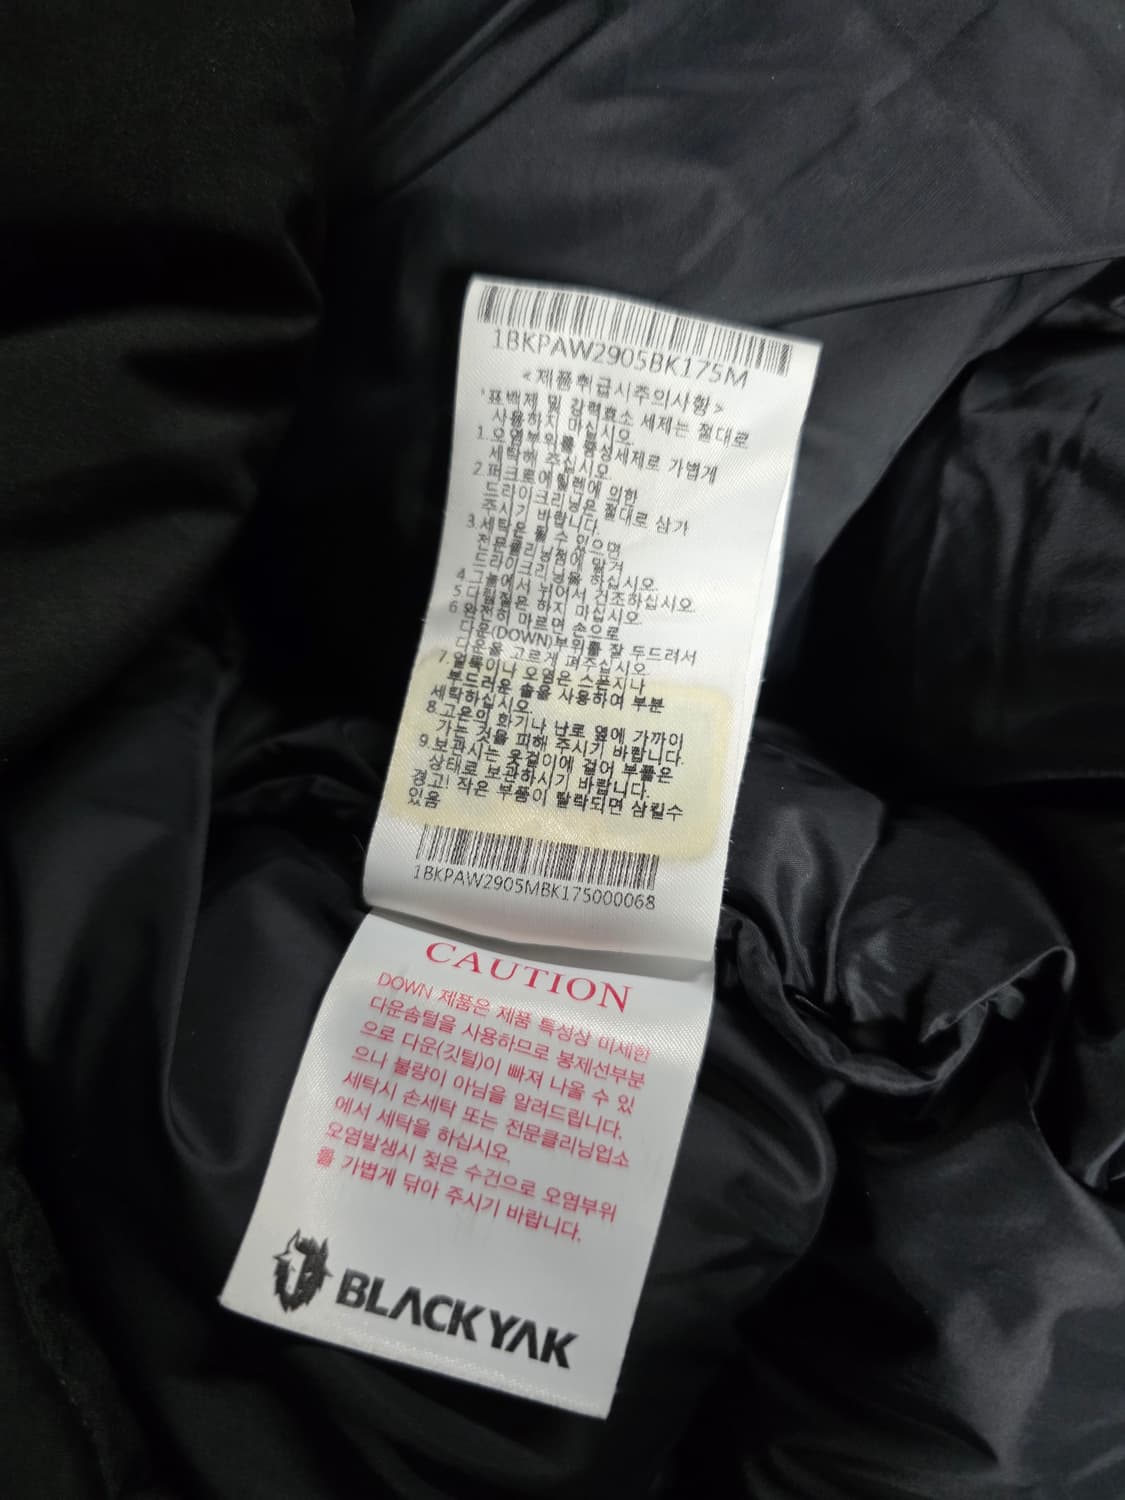 1BKPAW2905BK175M
<제품취급시주의사항>
*표백제 및 강력효소 세제는 절대로
사용하지 마십시오.
1.오염부위를 중성세제로 가볍게
세탁해 주십시오.
2.퍼크로에틸렌에 의한
드라이크리닝은 절대로 삼가
주시기 바랍니다.
3.세탁은 될 수 있으면
전문클리닝점에 맡겨
드라이크리닝을 하십시오.
4.그늘에서 뉘어서 건조하십시오.
5.다림질은 하지 마십시오.
6.완전히 마르면 손으로
다운(DOWN)부위를 잘 두드려서
다운을 고르게 펴주십시오.
7.얼룩이나 오염은 스폰지나
부드러운 솔을 사용하여 부분
세탁하십시오.
8.고온의 화기나 난로 옆에 가까이
가는 것을 피해 주시기 바랍니다.
9.보관시는 옷걸이에 걸어 부풀은
상태로 보관하시기 바랍니다.
경고! 작은 부품이 탈락되면 삼킬수
있음
1BKPAW2905MBK175000068
CAUTION
DOWN 제품은 제품 특성상 미세한
다운솜털을 사용하므로 봉제선부분
으로 다운(깃털)이 빠져 나올 수 있
으니 불량이 아님을 알려드립니다.
세탁시 손세탁 또는 전문클리닝업소
에서 세탁을 하십시오.
오염발생시 젖은 수건으로 오염부위
를 가볍게 닦아 주시기 바랍니다.
BLACKYAK